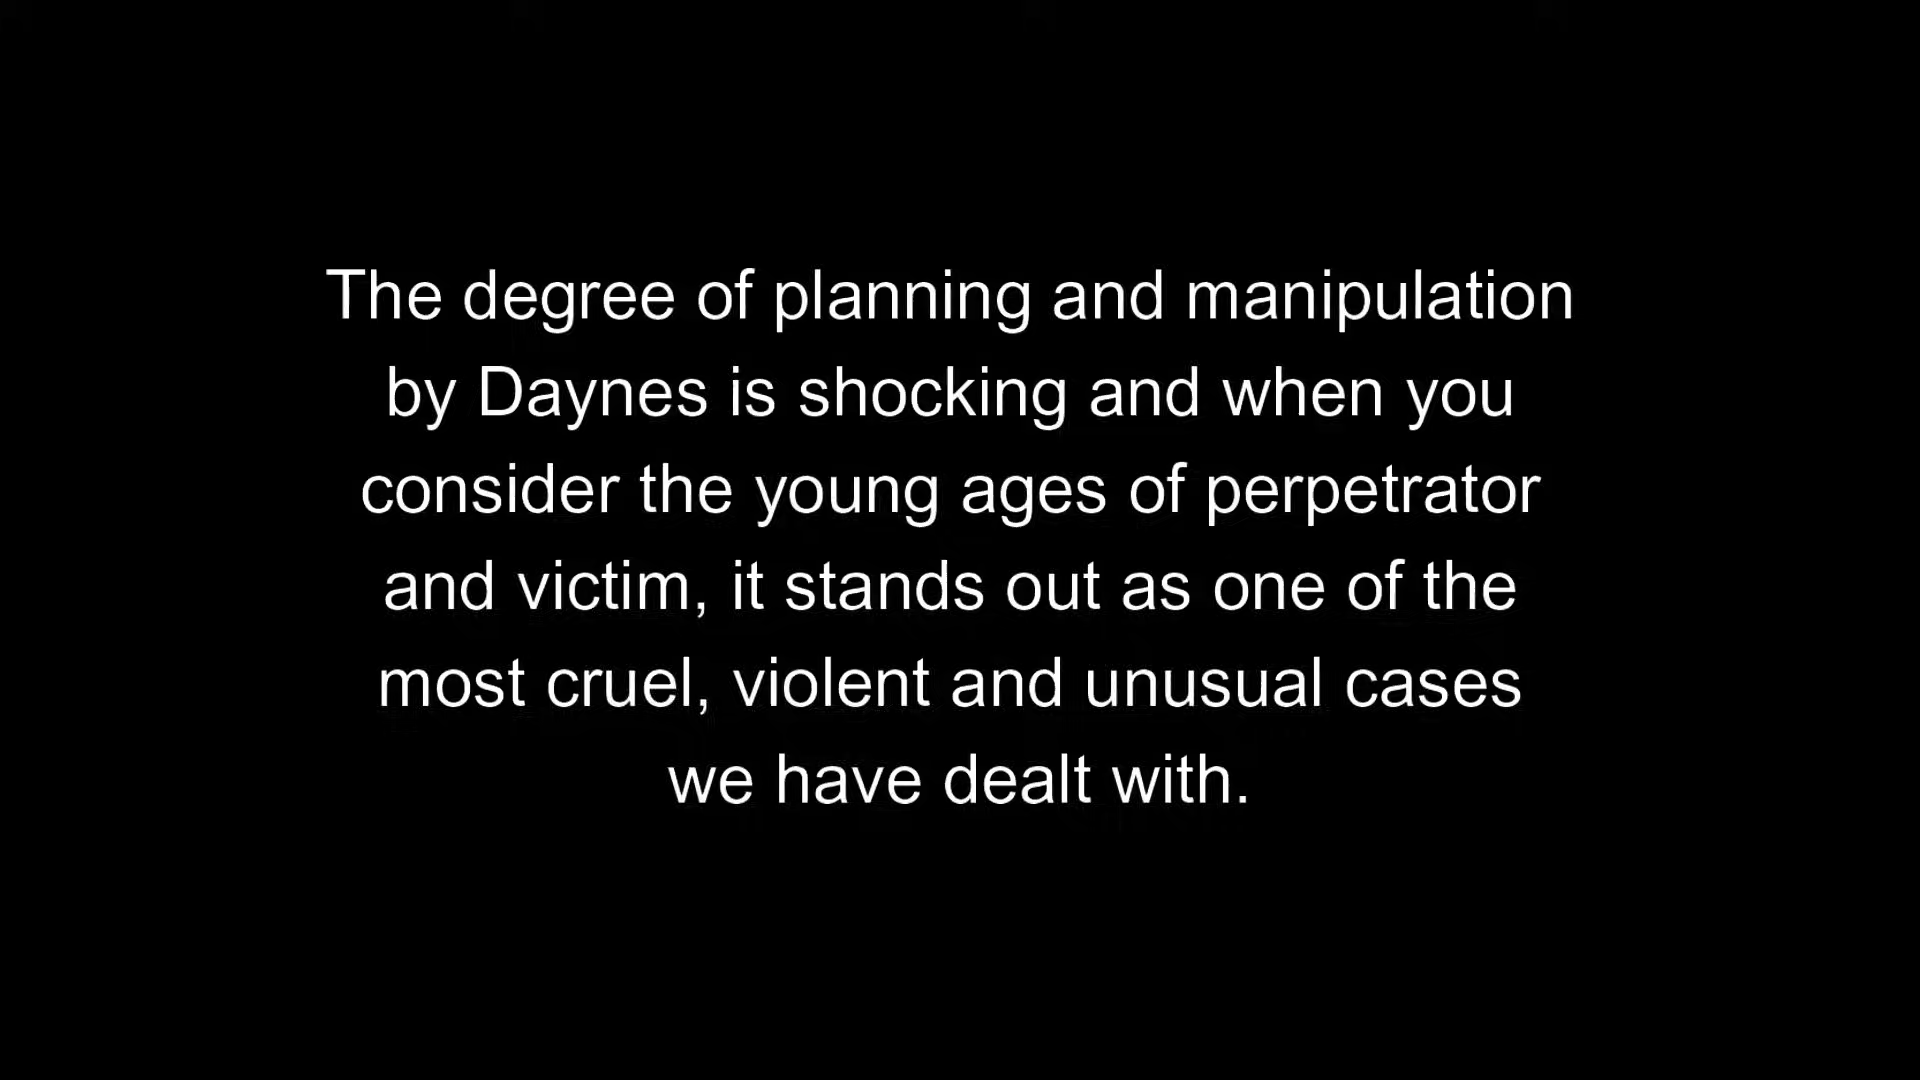 The degree of planning and manipulation
by Daynes is shocking and when you
consider the young ages of perpetrator
and victim, it stands out as one of the
most cruel, violent and unusual cases
we have dealt with.